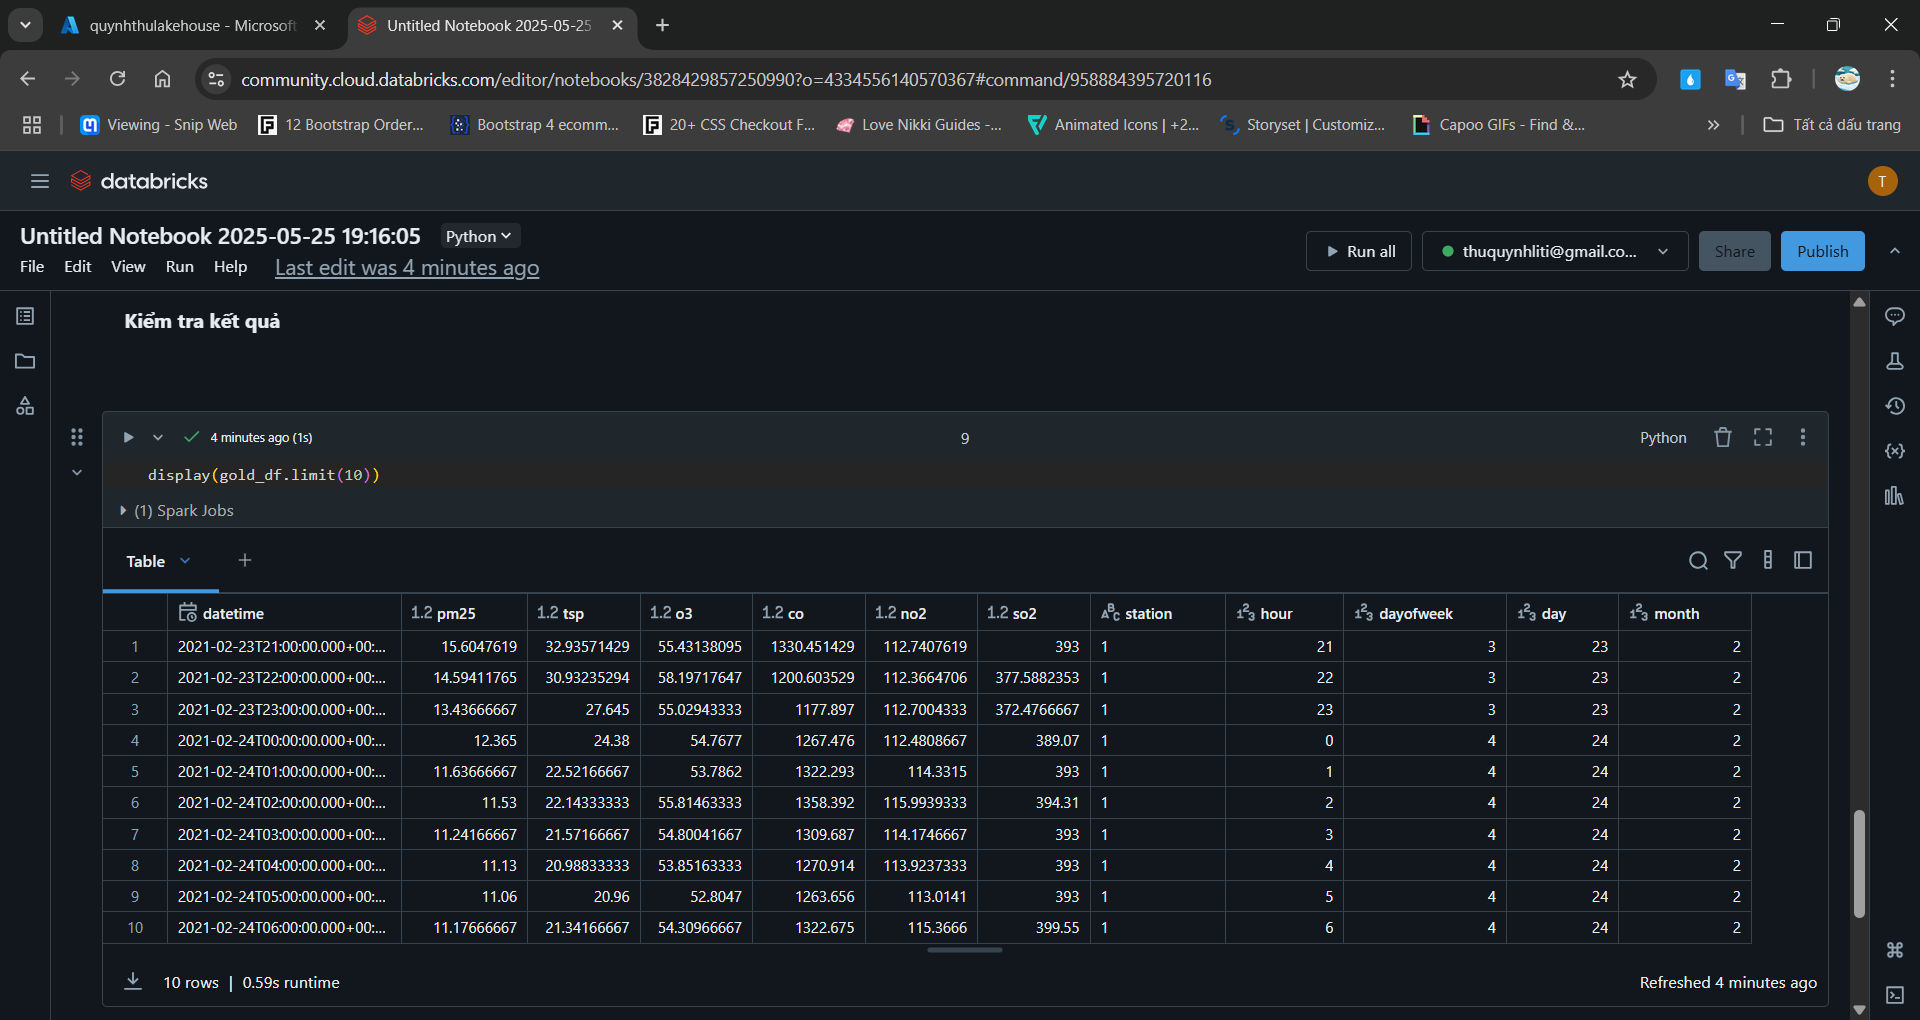 quynhthulakehouse - Microsoft
Untitled Notebook 2025-05-25
community.cloud.databricks.com/editor/notebooks/3828429857250990?o=4334556140570367#command/958884395720116
Viewing - Snip Web
12 Bootstrap Order...
Bootstrap 4 ecomm...
20+ CSS Checkout F...
Love Nikki Guides -...
Animated Icons | +2...
Storyset | Customiz...
Capoo GIFs - Find &...
Tất cả dấu trang
databricks
T
Untitled Notebook 2025-05-25 19:16:05
Python
File Edit View Run Help Last edit was 4 minutes ago
Run all
thuquynhliti@gmail.co...
Share
Publish
Kiểm tra kết quả
4 minutes ago (1s)
9
Python
display(gold_df.limit(10))
(1) Spark Jobs
Table
datetime 1.2 pm25 1.2 tsp 1.2 o3 1.2 co 1.2 no2 1.2 so2 ABC station 123 hour 123 dayofweek 123 day 123 month
1 2021-02-23T21:00:00.000+00:... 15.6047619 32.93571429 55.43138095 1330.451429 112.7407619 393 1 21 3 23 2
2 2021-02-23T22:00:00.000+00:... 14.59411765 30.93235294 58.19717647 1200.603529 112.3664706 377.5882353 1 22 3 23 2
3 2021-02-23T23:00:00.000+00:... 13.43666667 27.645 55.02943333 1177.897 112.7004333 372.4766667 1 23 3 23 2
4 2021-02-24T00:00:00.000+00:... 12.365 24.38 54.7677 1267.476 112.4808667 389.07 1 0 4 24 2
5 2021-02-24T01:00:00.000+00:... 11.63666667 22.52166667 53.7862 1322.293 114.3315 393 1 1 4 24 2
6 2021-02-24T02:00:00.000+00:... 11.53 22.14333333 55.81463333 1358.392 115.9939333 394.31 1 2 4 24 2
7 2021-02-24T03:00:00.000+00:... 11.24166667 21.57166667 54.80041667 1309.687 114.1746667 393 1 3 4 24 2
8 2021-02-24T04:00:00.000+00:... 11.13 20.98833333 53.85163333 1270.914 113.9237333 393 1 4 4 24 2
9 2021-02-24T05:00:00.000+00:... 11.06 20.96 52.8047 1263.656 113.0141 393 1 5 4 24 2
10 2021-02-24T06:00:00.000+00:... 11.17666667 21.34166667 54.30966667 1322.675 115.3666 399.55 1 6 4 24 2
10 rows | 0.59s runtime
Refreshed 4 minutes ago